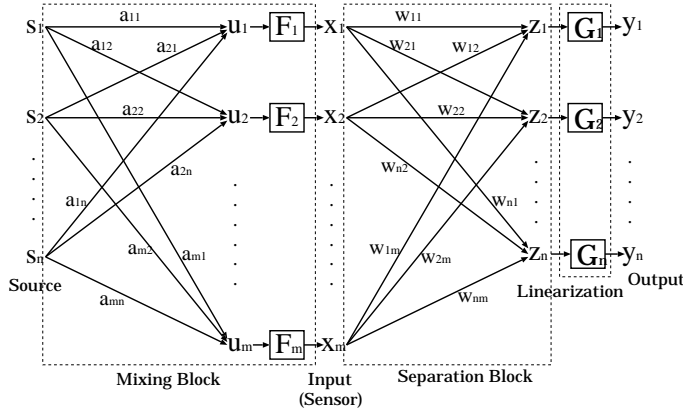 s1 a11 u1 F1 x1 w11 z1 G1 y1
a12 a21 w21 w12
s2 a22 u2 F2 x2 w22 z2 G2 y2
a1n a2n wn2 wn1
am2 am1 w1m w2m
sn zn Gn yn
Source amn wnm Linearization Output
um Fm xm
Mixing Block Input Separation Block
(Sensor)